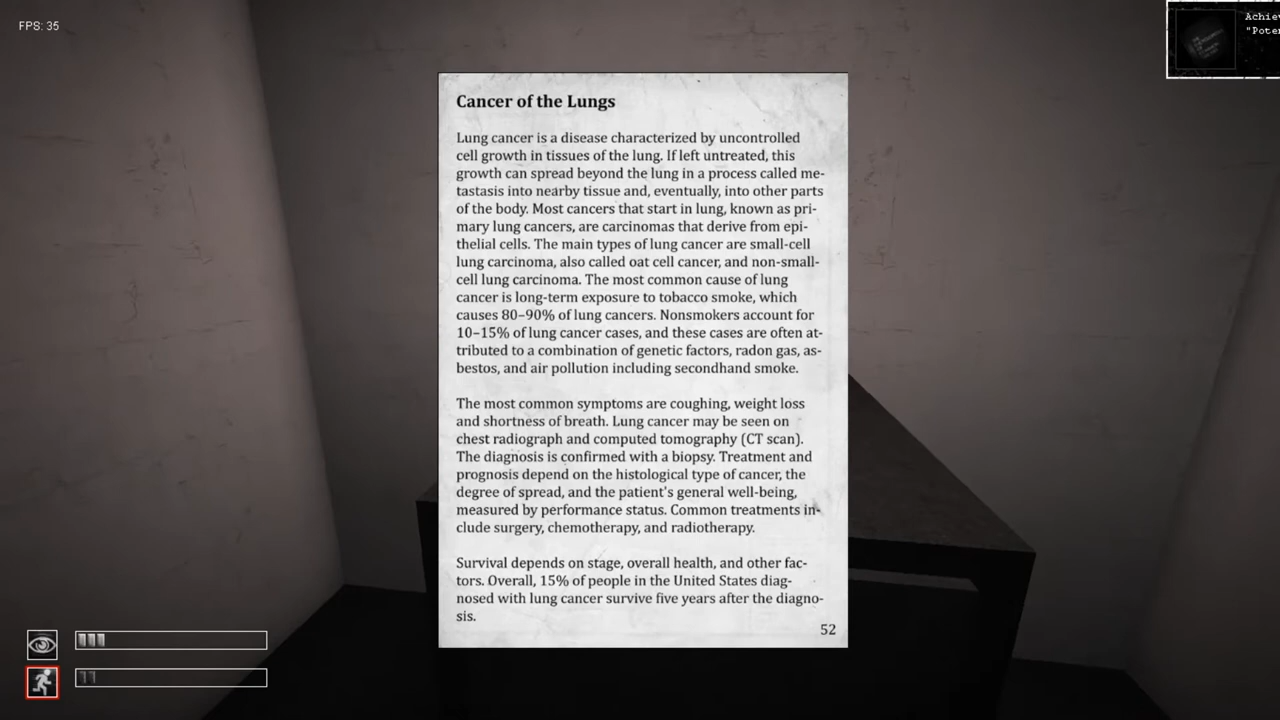 FPS: 35
Achiev
"Poten
Cancer of the Lungs
Lung cancer is a disease characterized by uncontrolled
cell growth in tissues of the lung. If left untreated, this
growth can spread beyond the lung in a process called me-
tastasis into nearby tissue and, eventually, into other parts
of the body. Most cancers that start in lung, known as pri-
mary lung cancers, are carcinomas that derive from epi-
thelial cells. The main types of lung cancer are small-cell
lung carcinoma, also called oat cell cancer, and non-small-
cell lung carcinoma. The most common cause of lung
cancer is long-term exposure to tobacco smoke, which
causes 80–90% of lung cancers. Nonsmokers account for
10–15% of lung cancer cases, and these cases are often at-
tributed to a combination of genetic factors, radon gas, as-
bestos, and air pollution including secondhand smoke.
The most common symptoms are coughing, weight loss
and shortness of breath. Lung cancer may be seen on
chest radiograph and computed tomography (CT scan).
The diagnosis is confirmed with a biopsy. Treatment and
prognosis depend on the histological type of cancer, the
degree of spread, and the patient's general well-being,
measured by performance status. Common treatments in-
clude surgery, chemotherapy, and radiotherapy.
Survival depends on stage, overall health, and other fac-
tors. Overall, 15% of people in the United States diag-
nosed with lung cancer survive five years after the diagno-
sis.
52